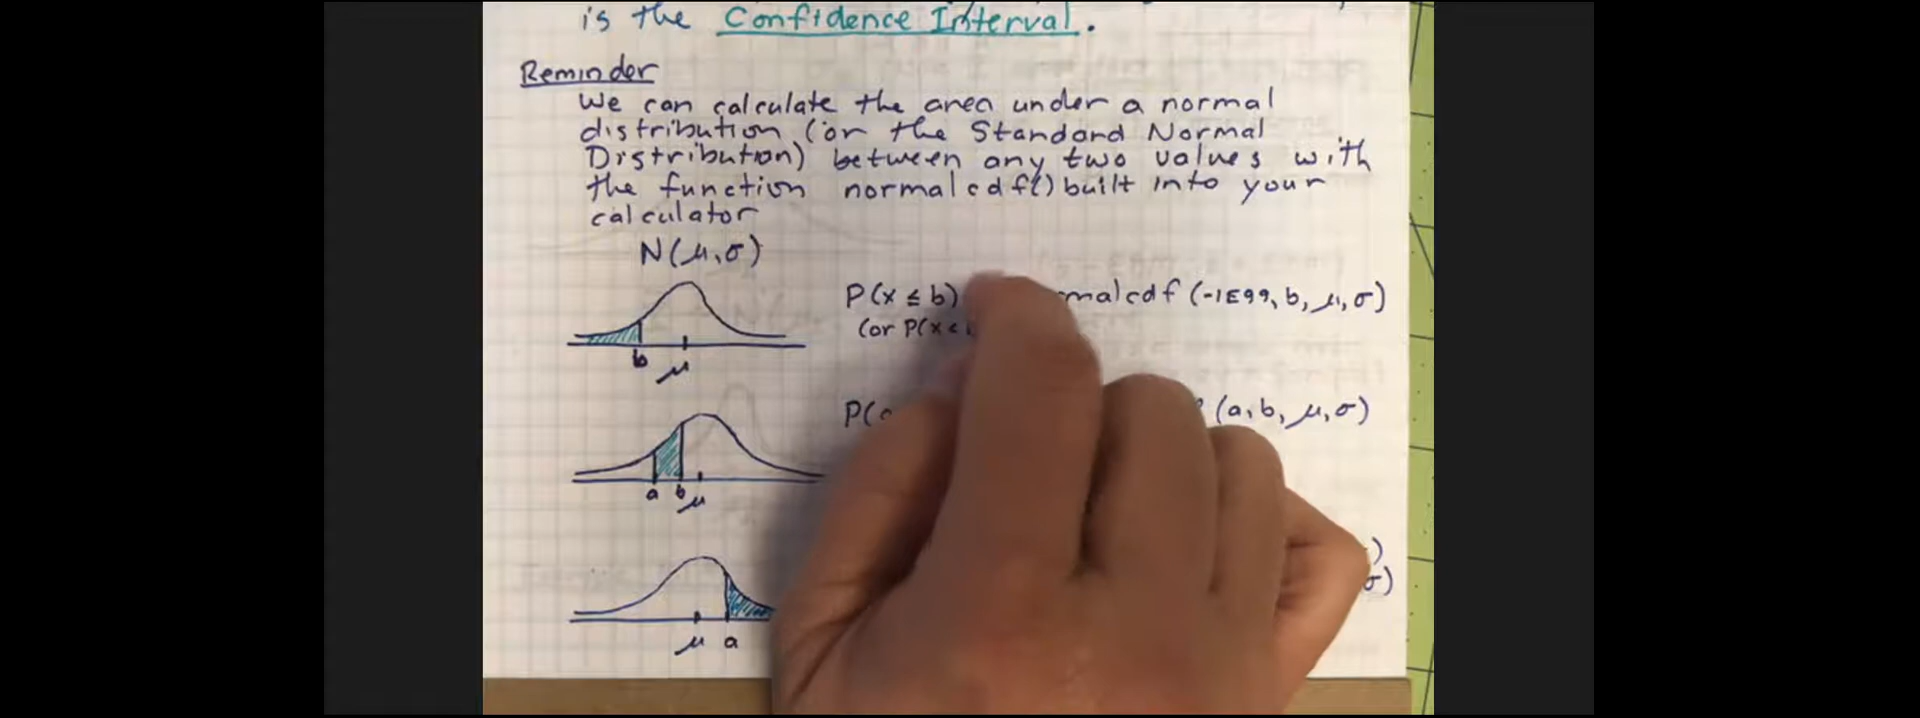 is the Confidence Interval.
Reminder
We can calculate the area under a normal
distribution (or the Standard Normal
Distribution) between any two values with
the function normalcdf() built into your
calculator
N(μ,σ)
P(x ≤ b) malcdf (-1E99, b, μ, σ)
(or P(x <
b
μ
P( (a, b, μ, σ)
a b
μ
)
σ)
μ a